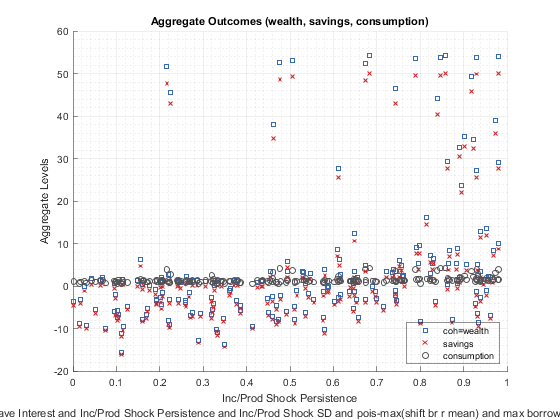 Aggregate Outcomes (wealth, savings, consumption)
Aggregate Levels
60
50
40
30
20
10
0
-10
-20
0
0.1
0.2
0.3
0.4
0.5
0.6
0.7
0.8
0.9
1
coh=wealth
savings
consumption
Inc/Prod Shock Persistence
ave Interest and Inc/Prod Shock Persistence and Inc/Prod Shock SD and pois-max(shift br r mean) and max borrow